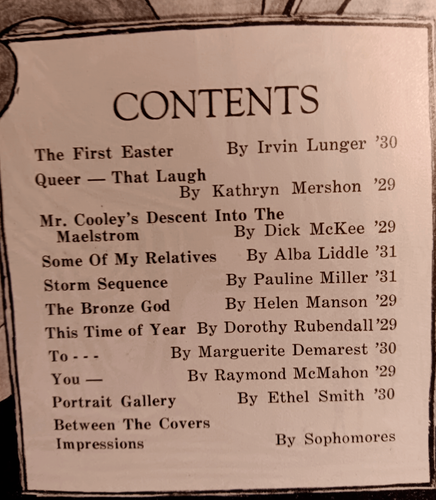 CONTENTS
The First Easter By Irvin Lunger '30
Queer — That Laugh
By Kathryn Mershon '29
Mr. Cooley's Descent Into The
Maelstrom By Dick McKee '29
Some Of My Relatives By Alba Liddle '31
Storm Sequence By Pauline Miller '31
The Bronze God By Helen Manson '29
This Time of Year By Dorothy Rubendall '29
To - - - By Marguerite Demarest '30
You — By Raymond McMahon '29
Portrait Gallery By Ethel Smith '30
Between The Covers
Impressions By Sophomores